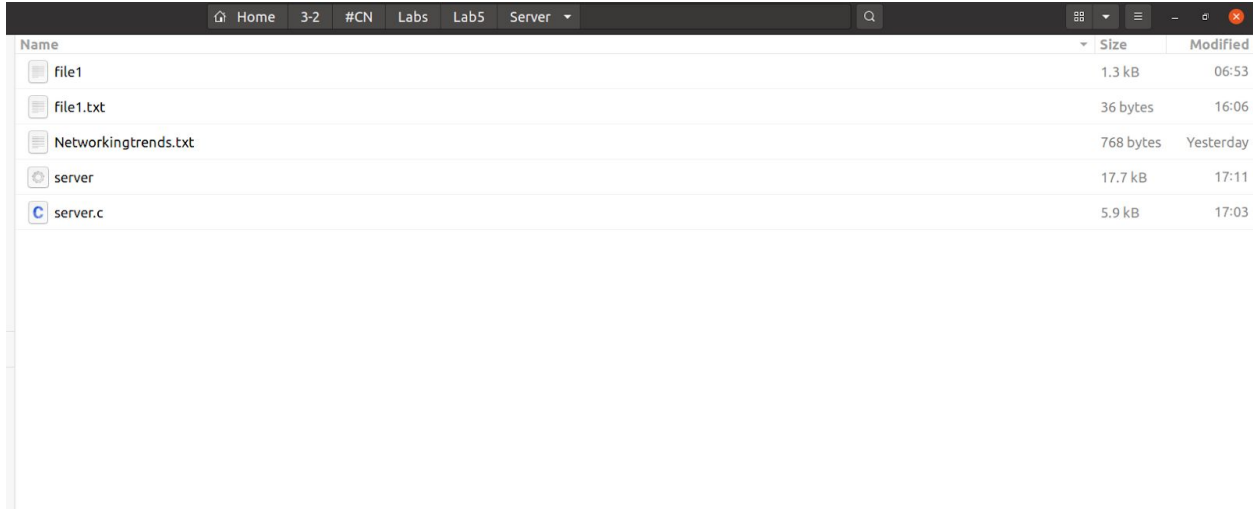 Home 3-2 #CN Labs Lab5 Server
Name Size Modified
file1 1.3 kB 06:53
file1.txt 36 bytes 16:06
Networkingtrends.txt 768 bytes Yesterday
server 17.7 kB 17:11
C server.c 5.9 kB 17:03